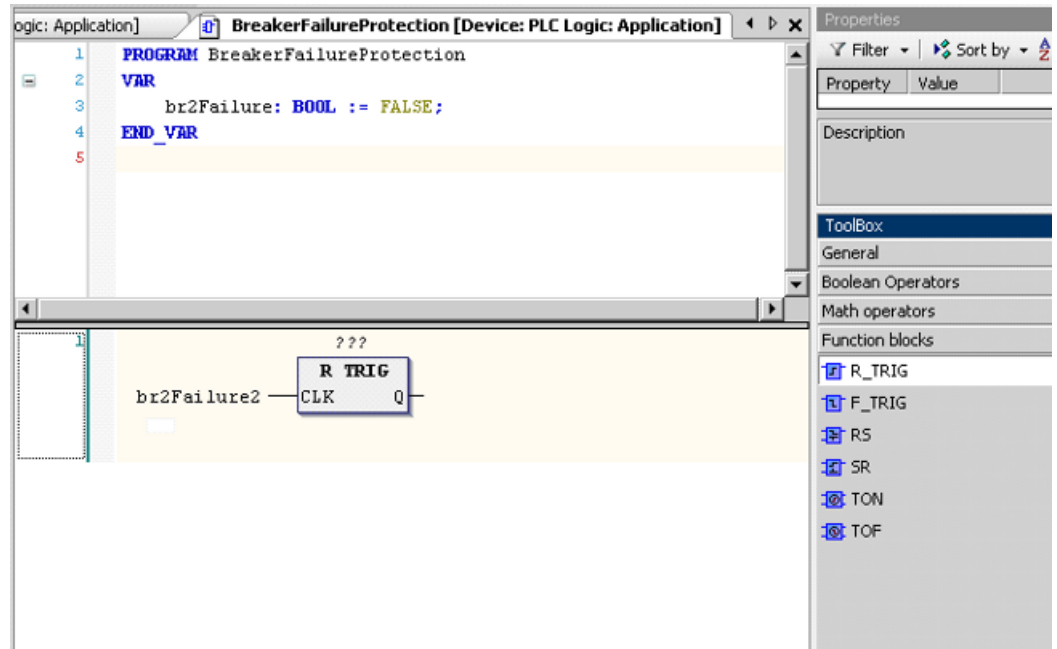 ogic: Application]
BreakerFailureProtection [Device: PLC Logic: Application]
1 PROGRAM BreakerFailureProtection
2 VAR
3 br2Failure: BOOL := FALSE;
4 END_VAR
5
1
???
R TRIG
br2Failure2 CLK Q
Properties
Filter Sort by
Property Value
Description
ToolBox
General
Boolean Operators
Math operators
Function blocks
R_TRIG
F_TRIG
RS
SR
TON
TOF